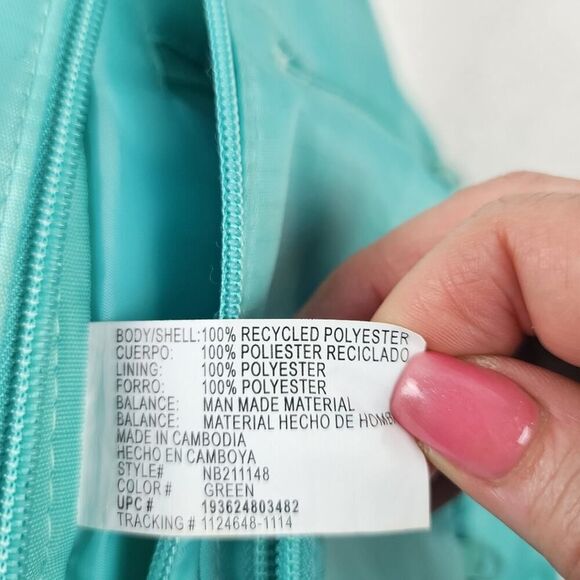 BODY/SHELL: 100% RECYCLED POLYESTER
CUERPO: 100% POLIESTER RECICLADO
LINING: 100% POLYESTER
FORRO: 100% POLYESTER
BALANCE: MAN MADE MATERIAL
BALANCE: MATERIAL HECHO DE
MADE IN CAMBODIA
HECHO EN CAMBOYA
STYLE# NB211148
COLOR # GREEN
UPC # 193624803482
TRACKING # 1124648-1114